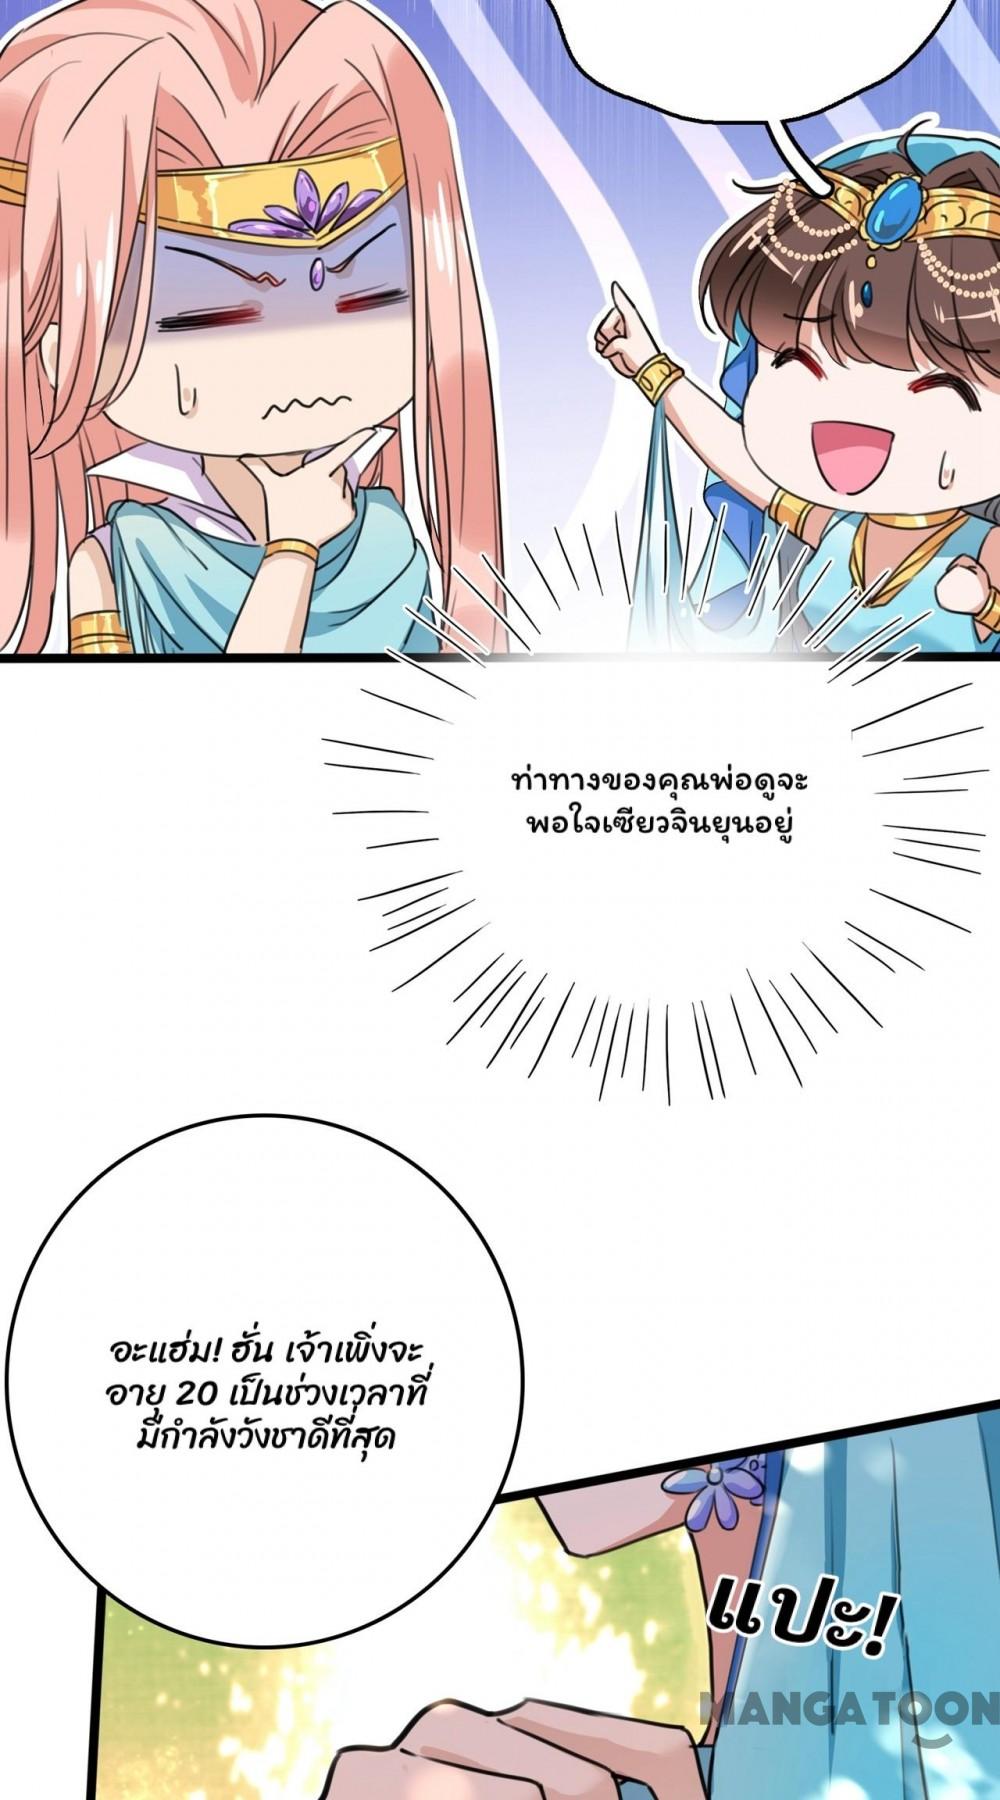 ท่าทางของคุณพ่อดูจะ
พอใจเซียวจินยุนอยู่
อะแฮ่ม! ฮั่น เจ้าเพิ่งจะ
อายุ 20 เป็นช่วงเวลาที่
มีกำลังวังชาดีที่สุด
แปะ!
MANGATOON